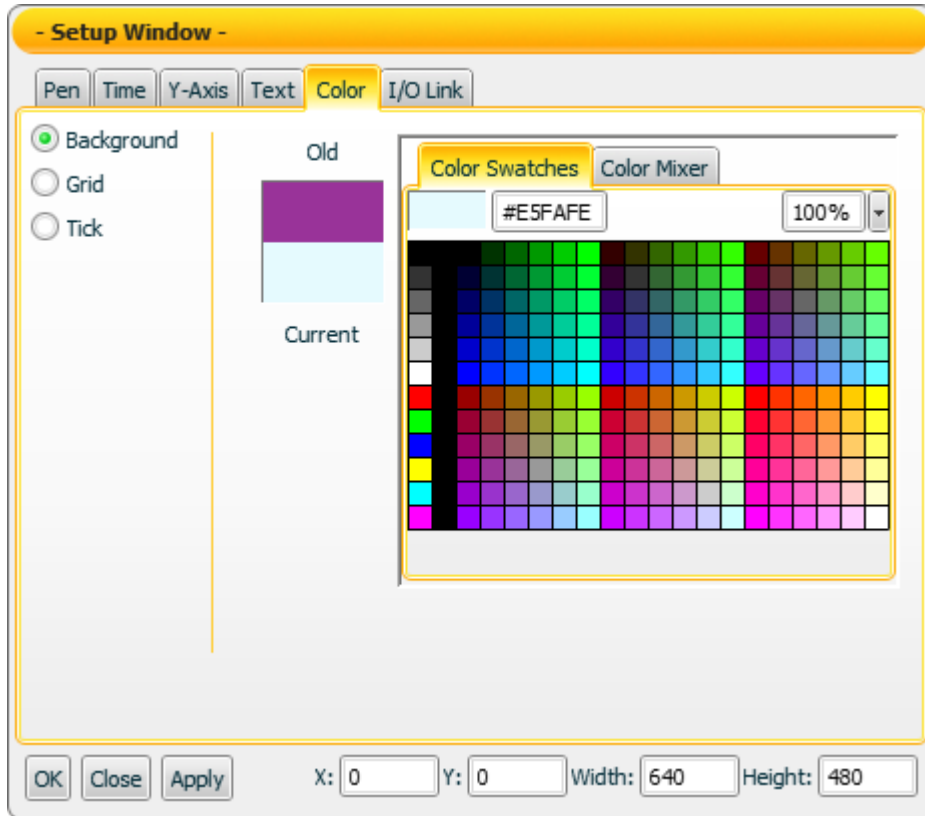 - Setup Window -
Pen Time Y-Axis Text Color I/O Link
Background
Grid
Tick
Old
Current
Color Swatches Color Mixer
#E5FAFE 100%
OK Close Apply X: 0 Y: 0 Width: 640 Height: 480